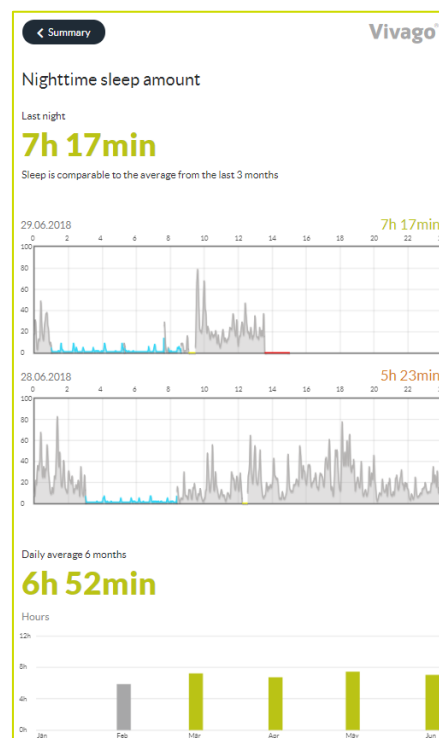 Summary
Vivago
Nighttime sleep amount
Last night
7h 17min
Sleep is comparable to the average from the last 3 months
29.06.2018 7h 17min
0 2 4 6 8 10 12 14 16 18 20 22
100
80
60
40
20
0
28.06.2018 5h 23min
0 2 4 6 8 10 12 14 16 18 20 22
100
80
60
40
20
0
Daily average 6 months
6h 52min
Hours
12h
8h
4h
0h
Jan Feb Mar Apr May Jun